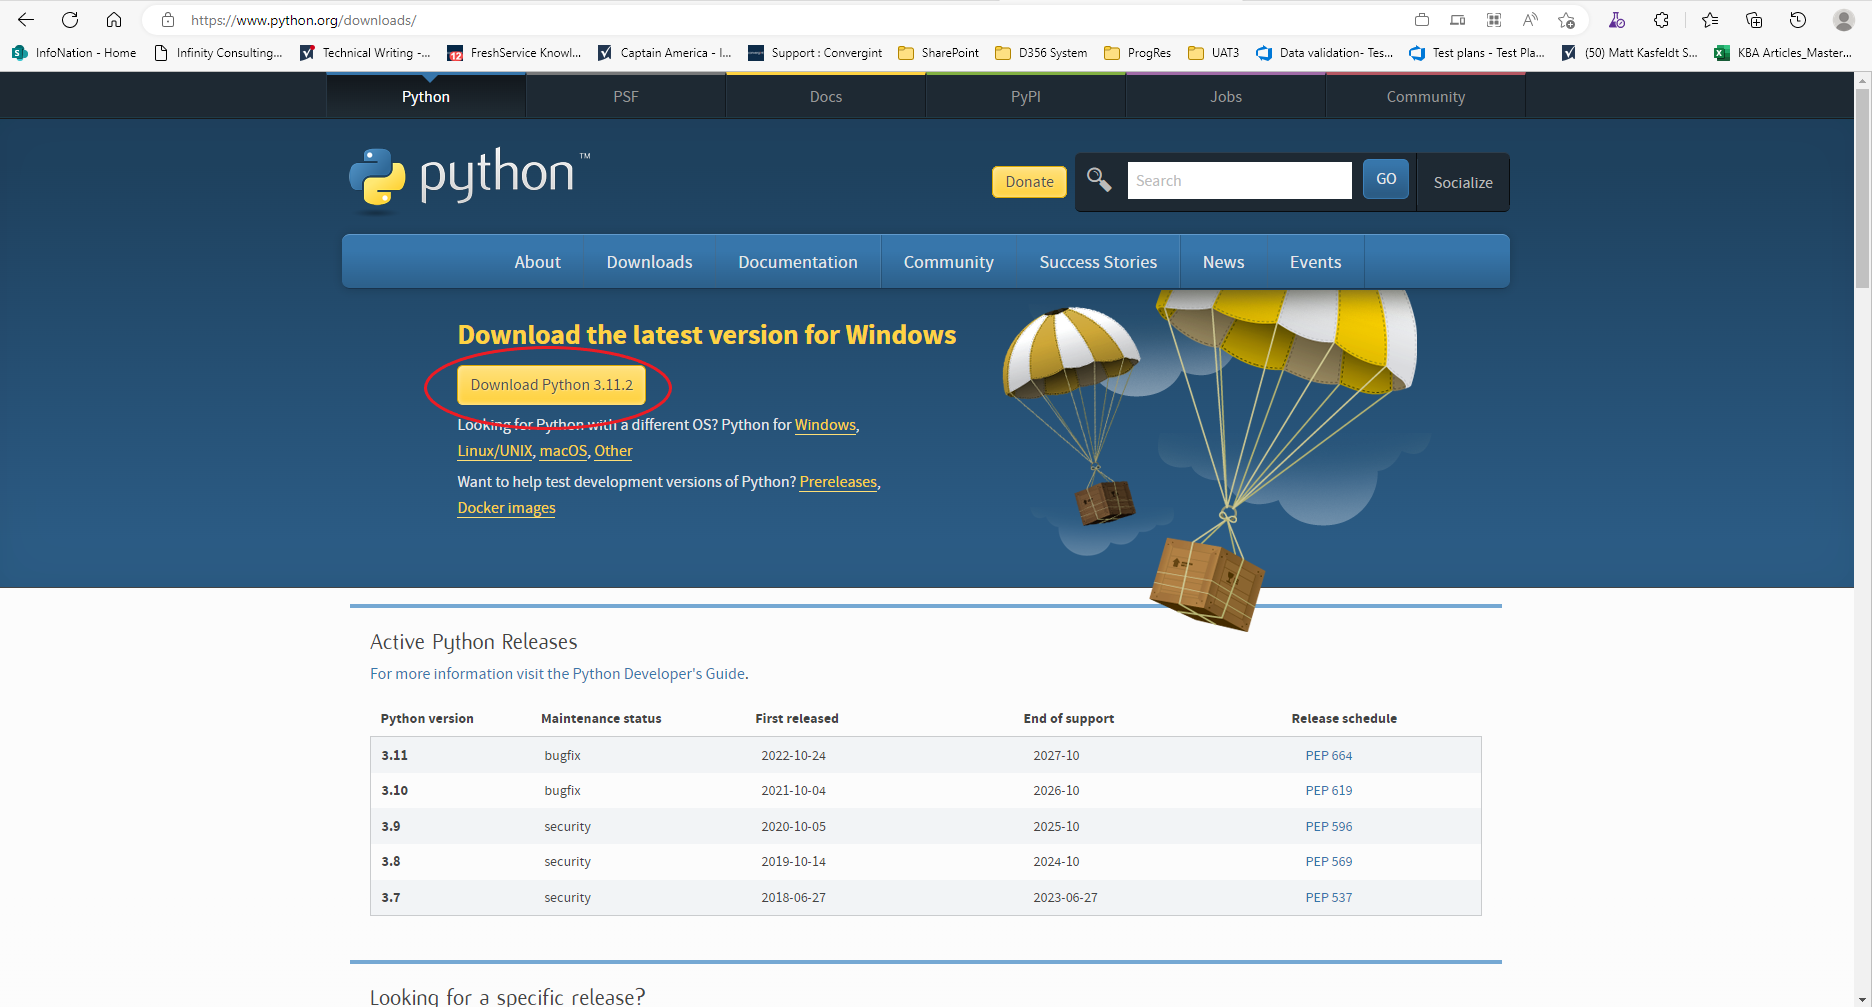 https://www.python.org/downloads/
InfoNation - Home
Infinity Consulting...
Technical Writing -...
12
FreshService Knowl...
Captain America - I...
Support : Convergint
SharePoint
D356 System
ProgRes
UAT3
Data validation- Tes...
Test plans - Test Pla...
(50) Matt Kasfeldt S...
KBA Articles_Master...
Python
PSF
Docs
PyPI
Jobs
Community
python™
Donate
Search
GO
Socialize
About
Downloads
Documentation
Community
Success Stories
News
Events
Download the latest version for Windows
Download Python 3.11.2
Looking for Python with a different OS? Python for Windows,
Linux/UNIX, macOS, Other
Want to help test development versions of Python? Prereleases,
Docker images
Active Python Releases
For more information visit the Python Developer's Guide.
Python version Maintenance status First released End of support Release schedule
3.11 bugfix 2022-10-24 2027-10 PEP 664
3.10 bugfix 2021-10-04 2026-10 PEP 619
3.9 security 2020-10-05 2025-10 PEP 596
3.8 security 2019-10-14 2024-10 PEP 569
3.7 security 2018-06-27 2023-06-27 PEP 537
Looking for a specific release?